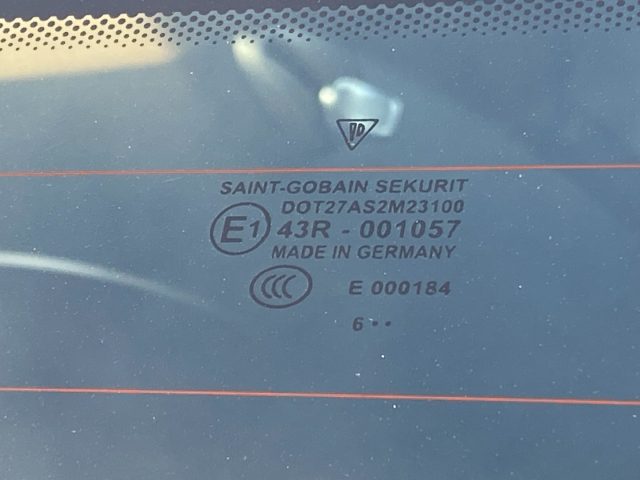 SAINT-GOBAIN SEKURIT
DOT27AS2M23100
E1 43R - 001057
MADE IN GERMANY
CCC E 000184
6 ••